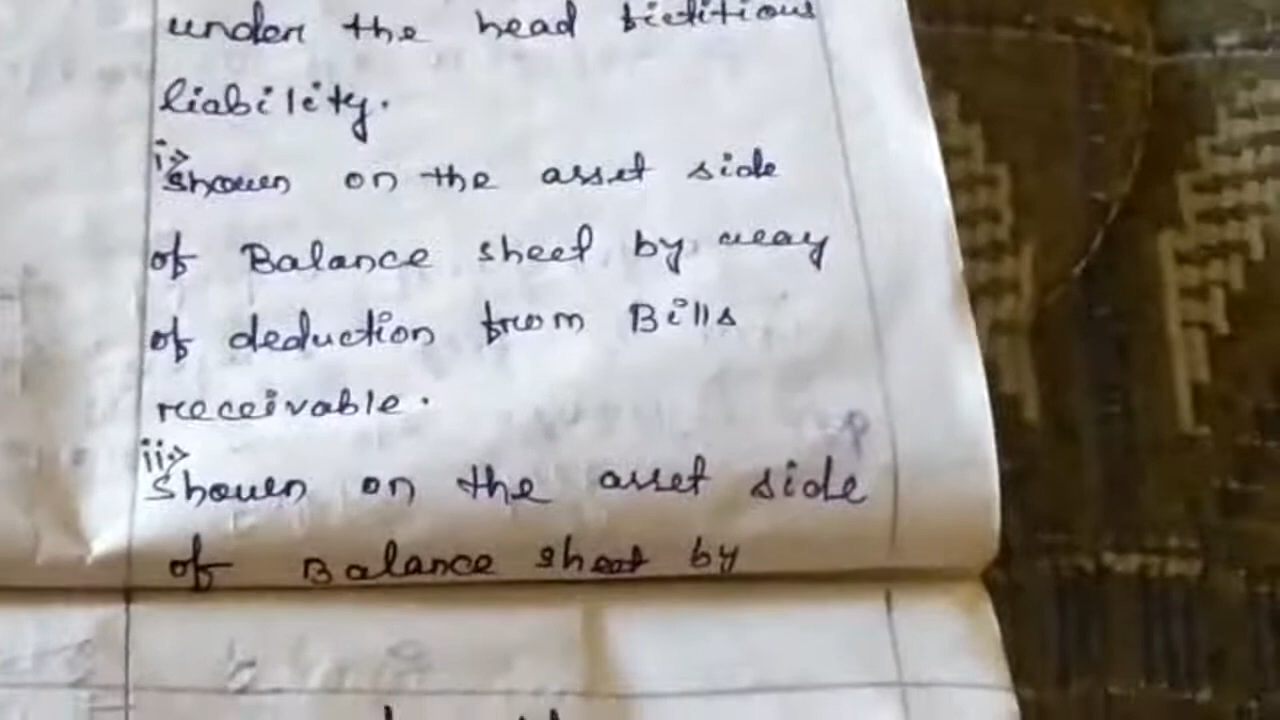 under the head fictitious
liability.
i>
Shown on the asset side
of Balance sheet by way
of deduction from Bills
receivable.
ii>
Shown on the asset side
of Balance sheet by